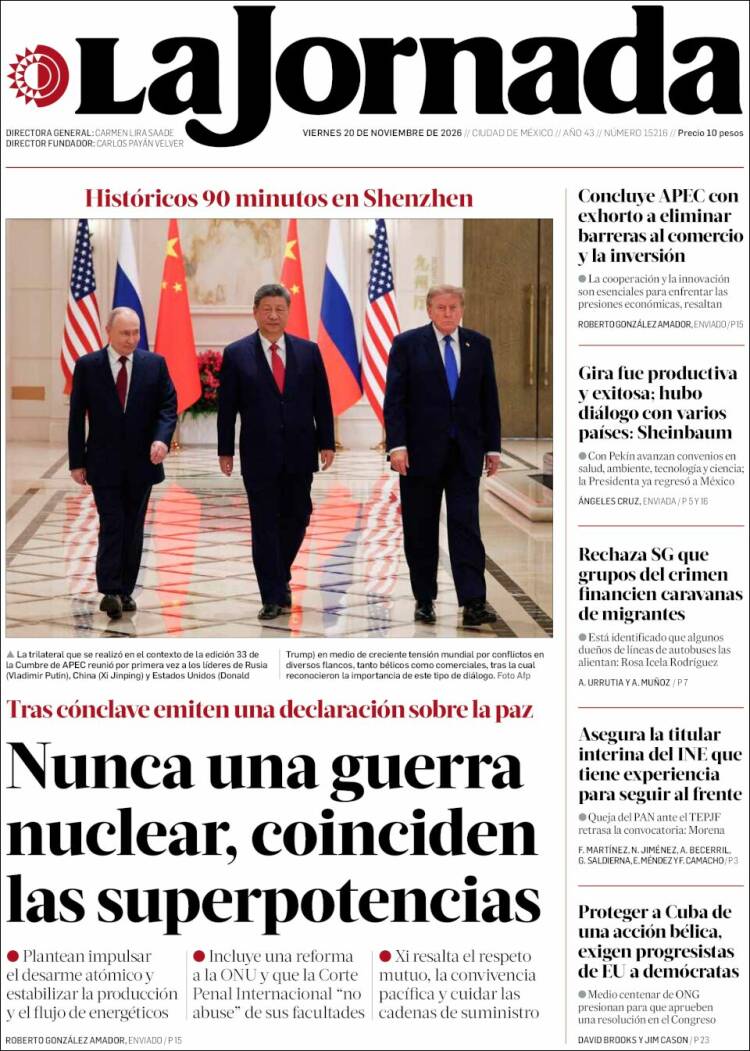 La Jornada
DIRECTORA GENERAL: CARMEN LIRA SAADE
DIRECTOR FUNDADOR: CARLOS PAYÁN VELVER
VIERNES 20 DE NOVIEMBRE DE 2026 // CIUDAD DE MÉXICO // AÑO 43 // NÚMERO 15216 // Precio 10 pesos
Históricos 90 minutos en Shenzhen
▲ La trilateral que se realizó en el contexto de la edición 33 de
la Cumbre de APEC reunió por primera vez a los líderes de Rusia
(Vladimir Putin), China (Xi Jinping) y Estados Unidos (Donald
Trump) en medio de creciente tensión mundial por conflictos en
diversos flancos, tanto bélicos como comerciales, tras la cual
reconocieron la importancia de este tipo de diálogo. Foto Afp
Tras cónclave emiten una declaración sobre la paz
Nunca una guerra
nuclear, coinciden
las superpotencias
● Plantean impulsar
el desarme atómico y
estabilizar la producción
y el flujo de energéticos
● Incluye una reforma
a la ONU y que la Corte
Penal Internacional “no
abuse” de sus facultades
● Xi resalta el respeto
mutuo, la convivencia
pacífica y cuidar las
cadenas de suministro
ROBERTO GONZÁLEZ AMADOR, ENVIADO / P 15
Concluye APEC con
exhorto a eliminar
barreras al comercio
y la inversión
● La cooperación y la innovación
son esenciales para enfrentar las
presiones económicas, resaltan
ROBERTO GONZÁLEZ AMADOR, ENVIADO / P 15
Gira fue productiva
y exitosa; hubo
diálogo con varios
países: Sheinbaum
● Con Pekín avanzan convenios en
salud, ambiente, tecnología y ciencia;
la Presidenta ya regresó a México
ÁNGELES CRUZ, ENVIADA / P 5 Y 16
Rechaza SG que
grupos del crimen
financien caravanas
de migrantes
● Está identificado que algunos
dueños de líneas de autobuses las
alientan: Rosa Icela Rodríguez
A. URRUTIA Y A. MUÑOZ / P 7
Asegura la titular
interina del INE que
tiene experiencia
para seguir al frente
● Queja del PAN ante el TEPJF
retrasa la convocatoria: Morena
F. MARTÍNEZ, N. JIMÉNEZ, A. BECERRIL,
G. SALDIERNA, E. MÉNDEZ Y F. CAMACHO / P 3
Proteger a Cuba de
una acción bélica,
exigen progresistas
de EU a demócratas
● Medio centenar de ONG
presionan para que aprueben
una resolución en el Congreso
DAVID BROOKS Y JIM CASON / P 23